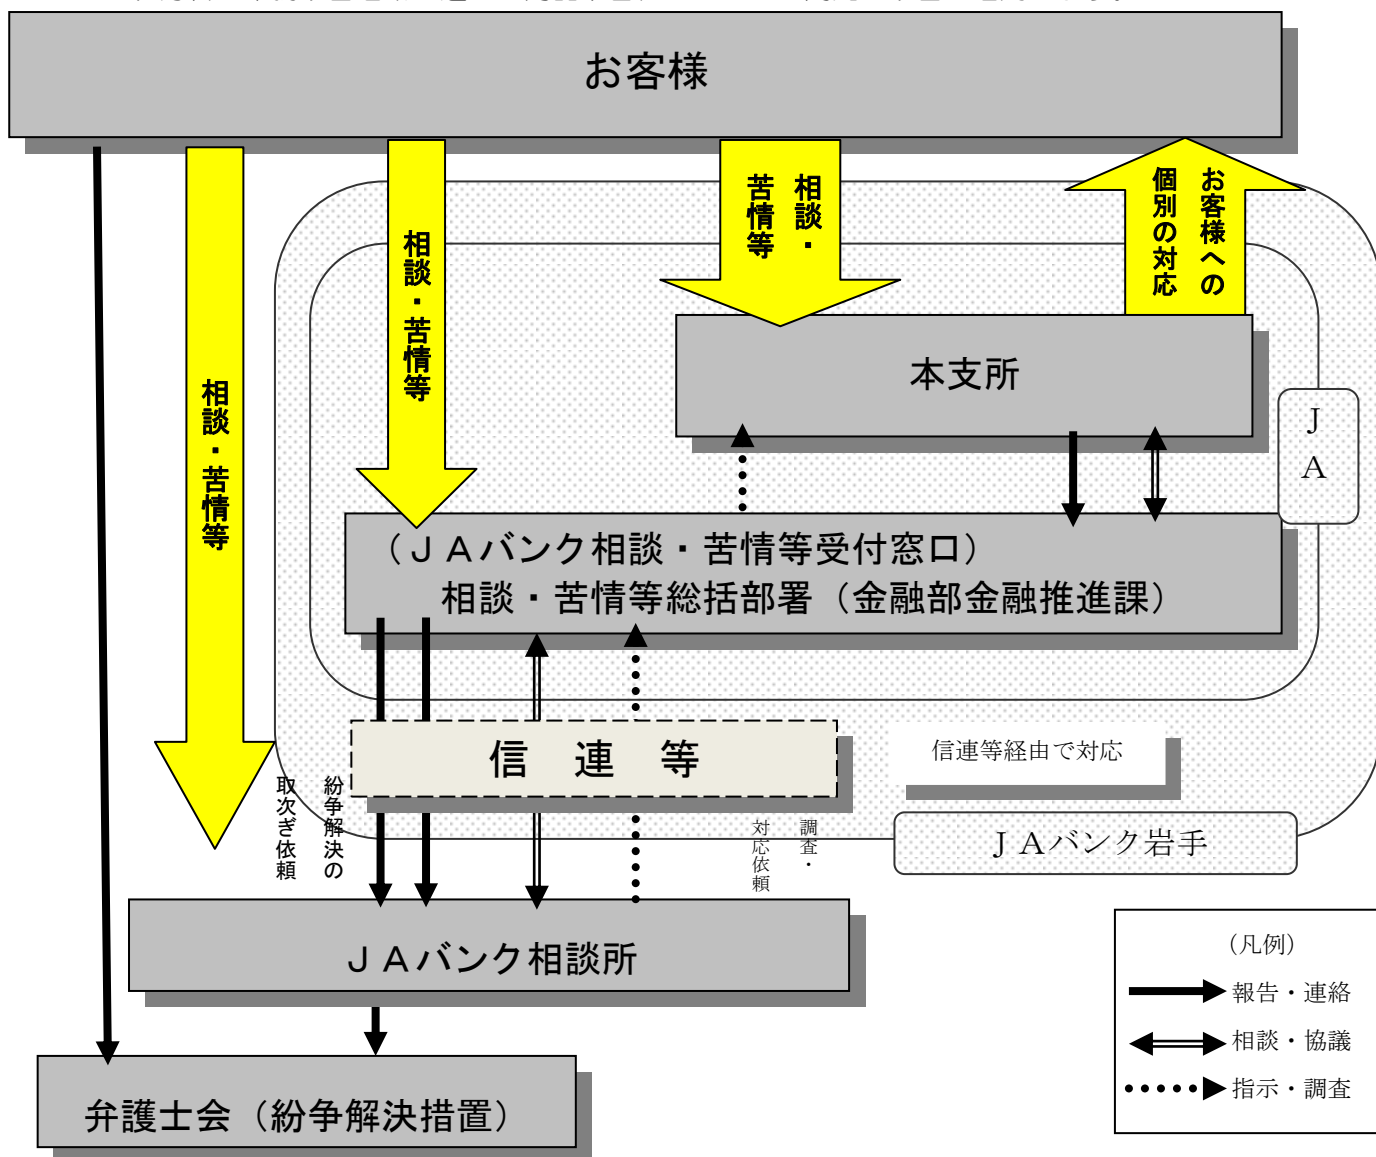 お客様
相談・
苦情等
お客様への
個別の対応
相談・苦情等
相談・苦情等
本支所
ＪＡ
（ＪＡバンク相談・苦情等受付窓口）
相談・苦情等総括部署（金融部金融推進課）
信　連　等
信連等経由で対応
紛争解決の
取次ぎ依頼
調査・
対応依頼
ＪＡバンク岩手
ＪＡバンク相談所
弁護士会（紛争解決措置）
（凡例）
報告・連絡
相談・協議
指示・調査